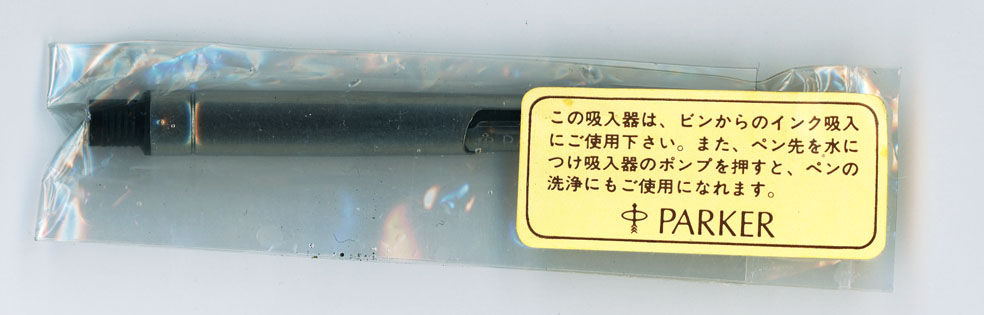 この吸入器は、ビンからのインク吸入
にご使用下さい。また、ペン先を水に
つけ吸入器のポンプを押すと、ペンの
洗浄にもご使用になれます。
PARKER